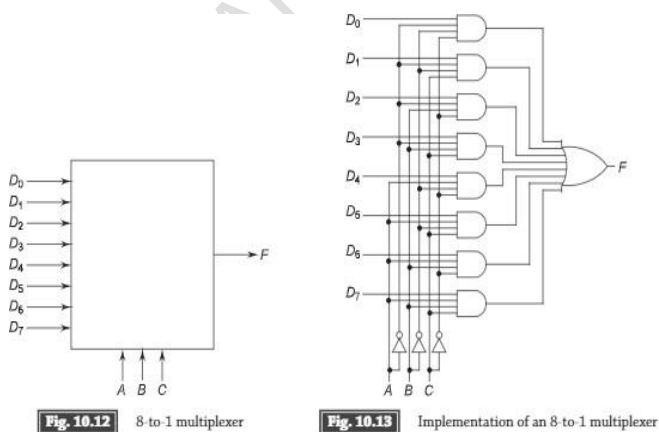 D0
D1
D2
D3
D4
D5
D6
D7
F
A B C
Fig. 10.12 8-to-1 multiplexer
D0
D1
D2
D3
D4
D5
D6
D7
F
A B C
Fig. 10.13 Implementation of an 8-to-1 multiplexer